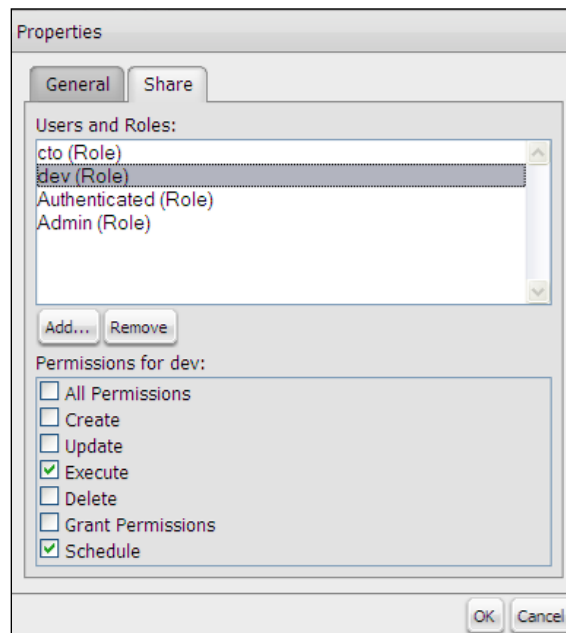 Properties
General Share
Users and Roles:
cto (Role)
dev (Role)
Authenticated (Role)
Admin (Role)
Add... Remove
Permissions for dev:
All Permissions
Create
Update
Execute
Delete
Grant Permissions
Schedule
OK Cancel